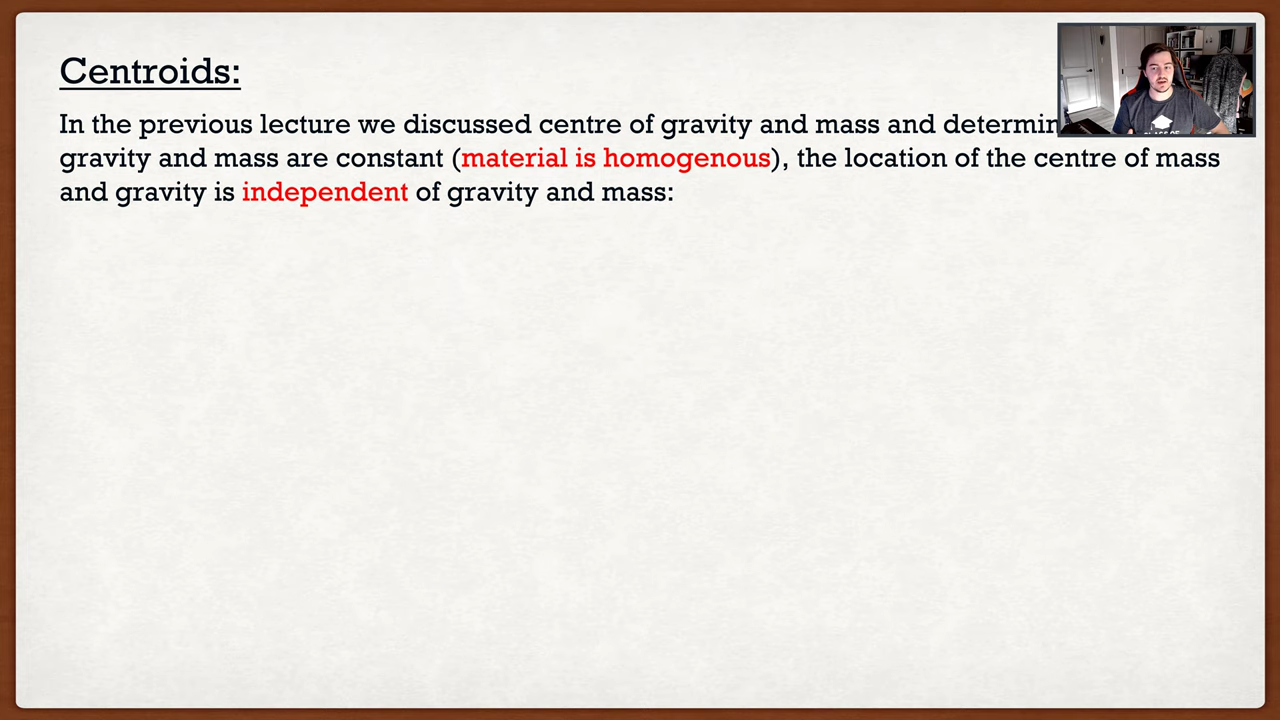 Centroids:
In the previous lecture we discussed centre of gravity and mass and
gravity and mass are constant (material is homogenous), the location of the centre of mass
and gravity is independent of gravity and mass: